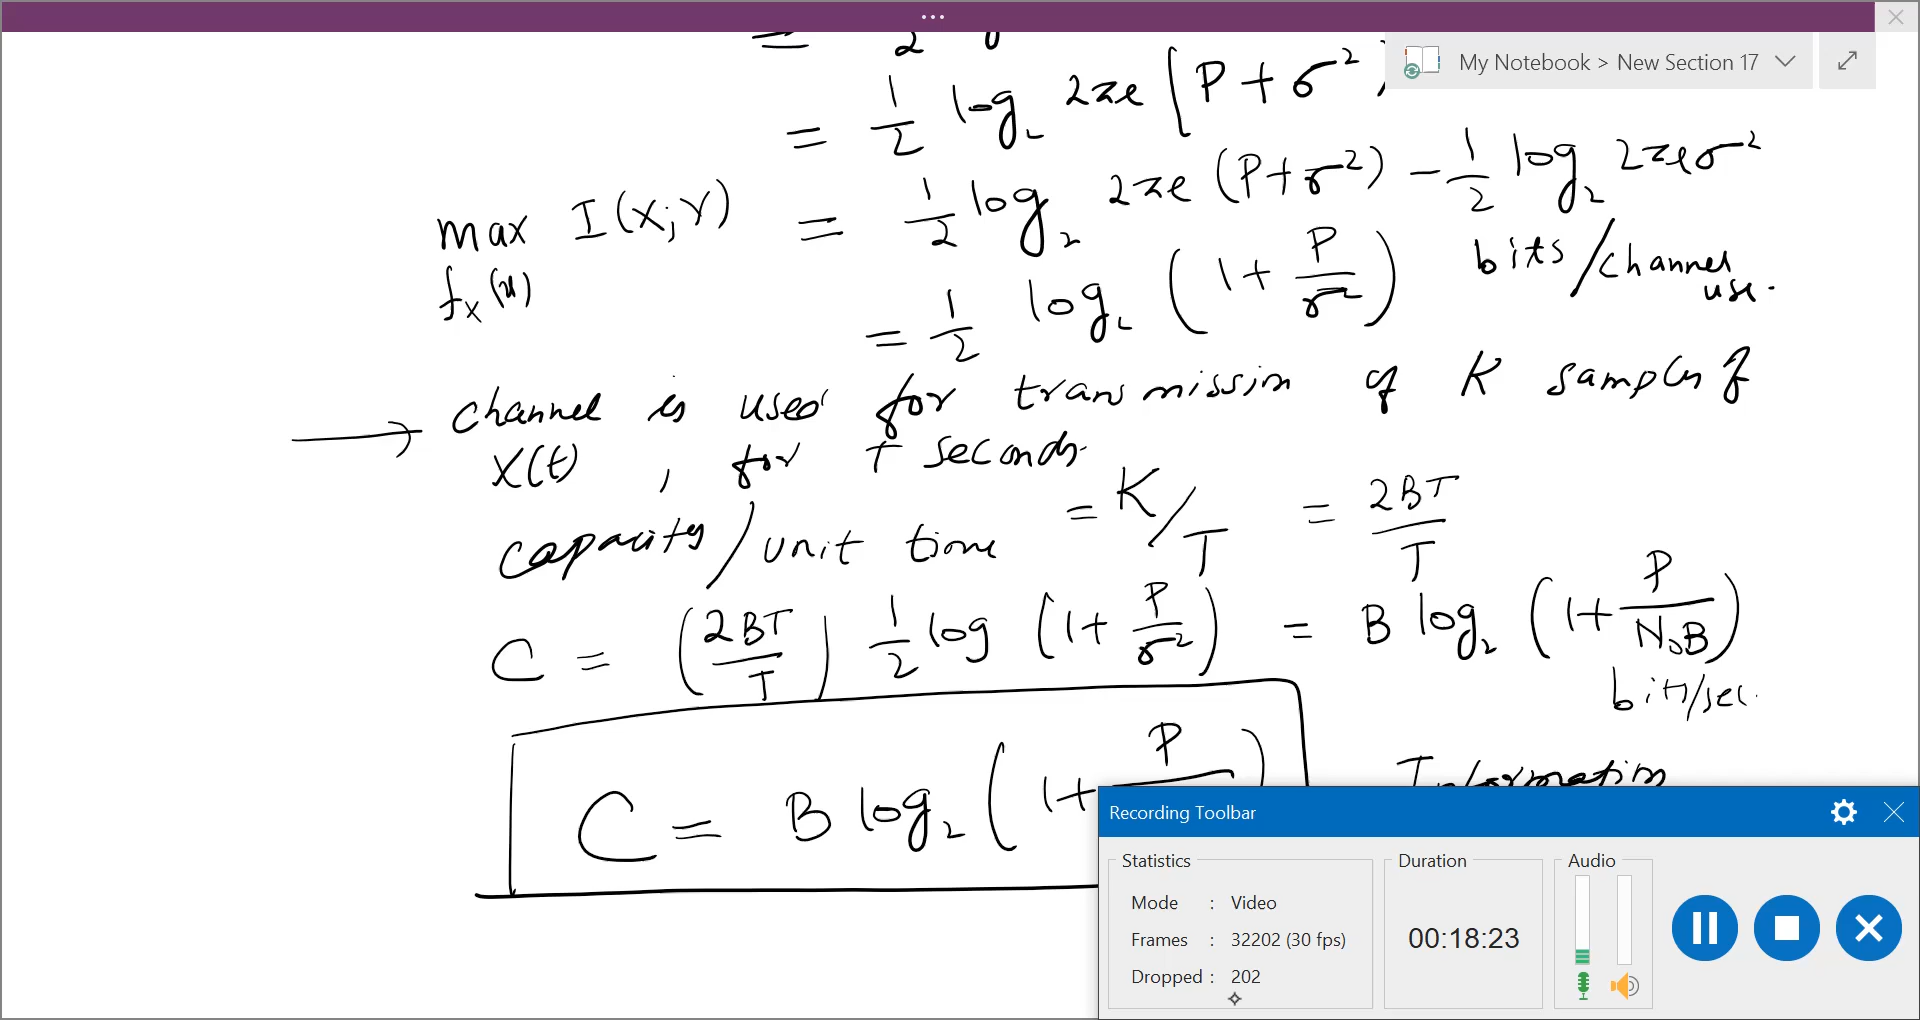 ...
My Notebook > New Section 17
= 1/2 log₂ 2πe [P + σ²
max I(X;Y) = 1/2 log₂ 2πe (P+σ²) - 1/2 log₂ 2πeσ²
fₓ(x)
= 1/2 log₂ (1 + P/σ²) bits/channel use.
→ channel is used for transmission of K samples of
X(t), for T seconds.
capacity/unit time = K/T = 2BT/T
C = (2BT/T) 1/2 log (1+ P/σ²) = B log₂ (1+ P/N₀B)
bits/sec.
C = B log₂ (1+ P
Information
Recording Toolbar
Statistics
Mode : Video
Frames : 32202 (30 fps)
Dropped : 202
Duration
00:18:23
Audio